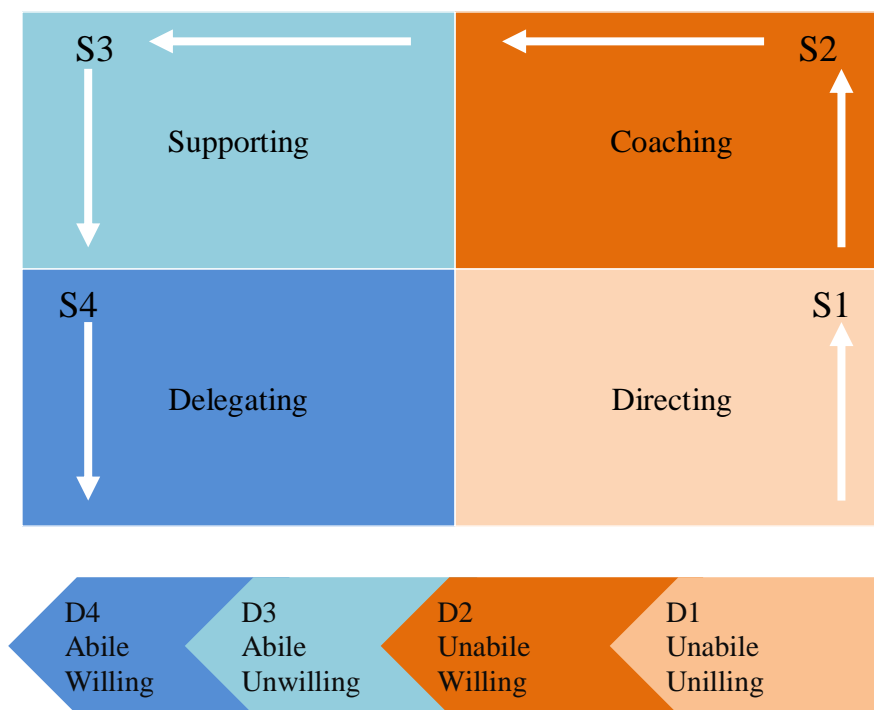 S3
S2
Supporting
Coaching
S4
S1
Delegating
Directing
D4
Abile
Willing
D3
Abile
Unwilling
D2
Unabile
Willing
D1
Unabile
Unilling